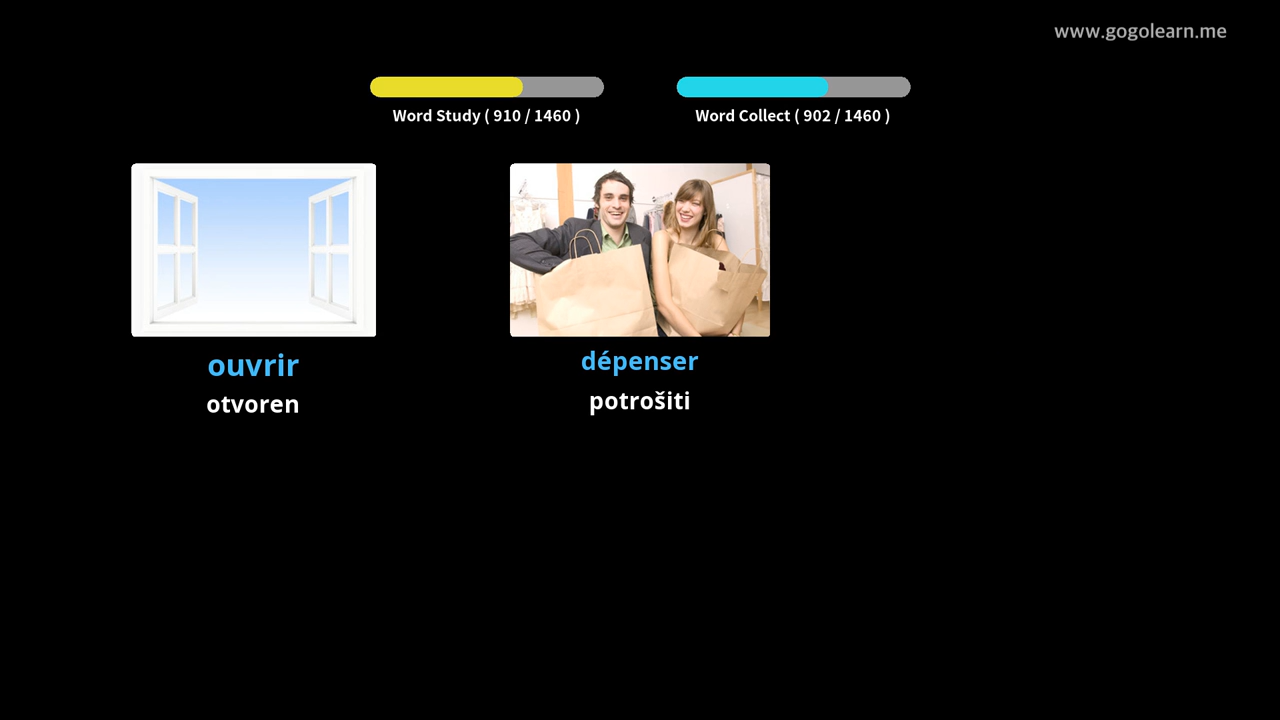 www.gogolearn.me
Word Study ( 910 / 1460 )
Word Collect ( 902 / 1460 )
ouvrir
otvoren
dépenser
potrošiti